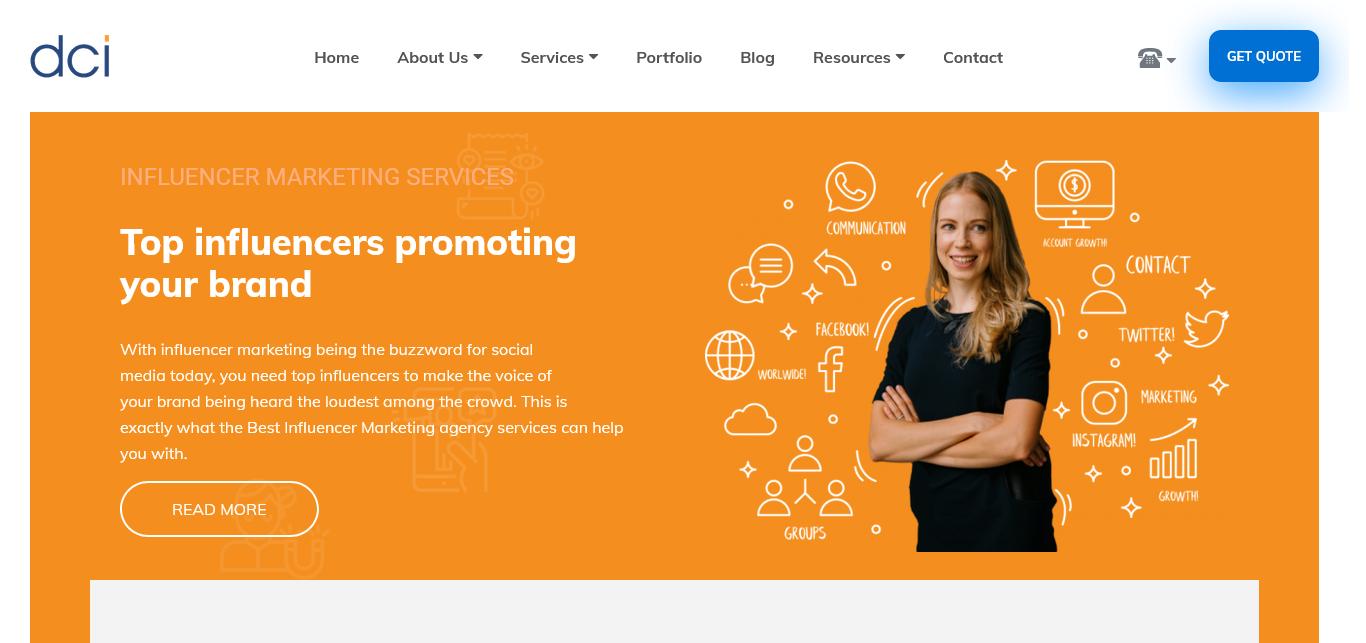 dci
Home
About Us
Services
Portfolio
Blog
Resources
Contact
GET QUOTE
INFLUENCER MARKETING SERVICES
Top influencers promoting
your brand
With influencer marketing being the buzzword for social
media today, you need top influencers to make the voice of
your brand being heard the loudest among the crowd. This is
exactly what the Best Influencer Marketing agency services can help
you with.
READ MORE
COMMUNICATION
ACCOUNT GROWTH!
CONTACT
FACEBOOK!
TWITTER!
WORLWIDE!
MARKETING
INSTAGRAM!
GROWTH!
GROUPS